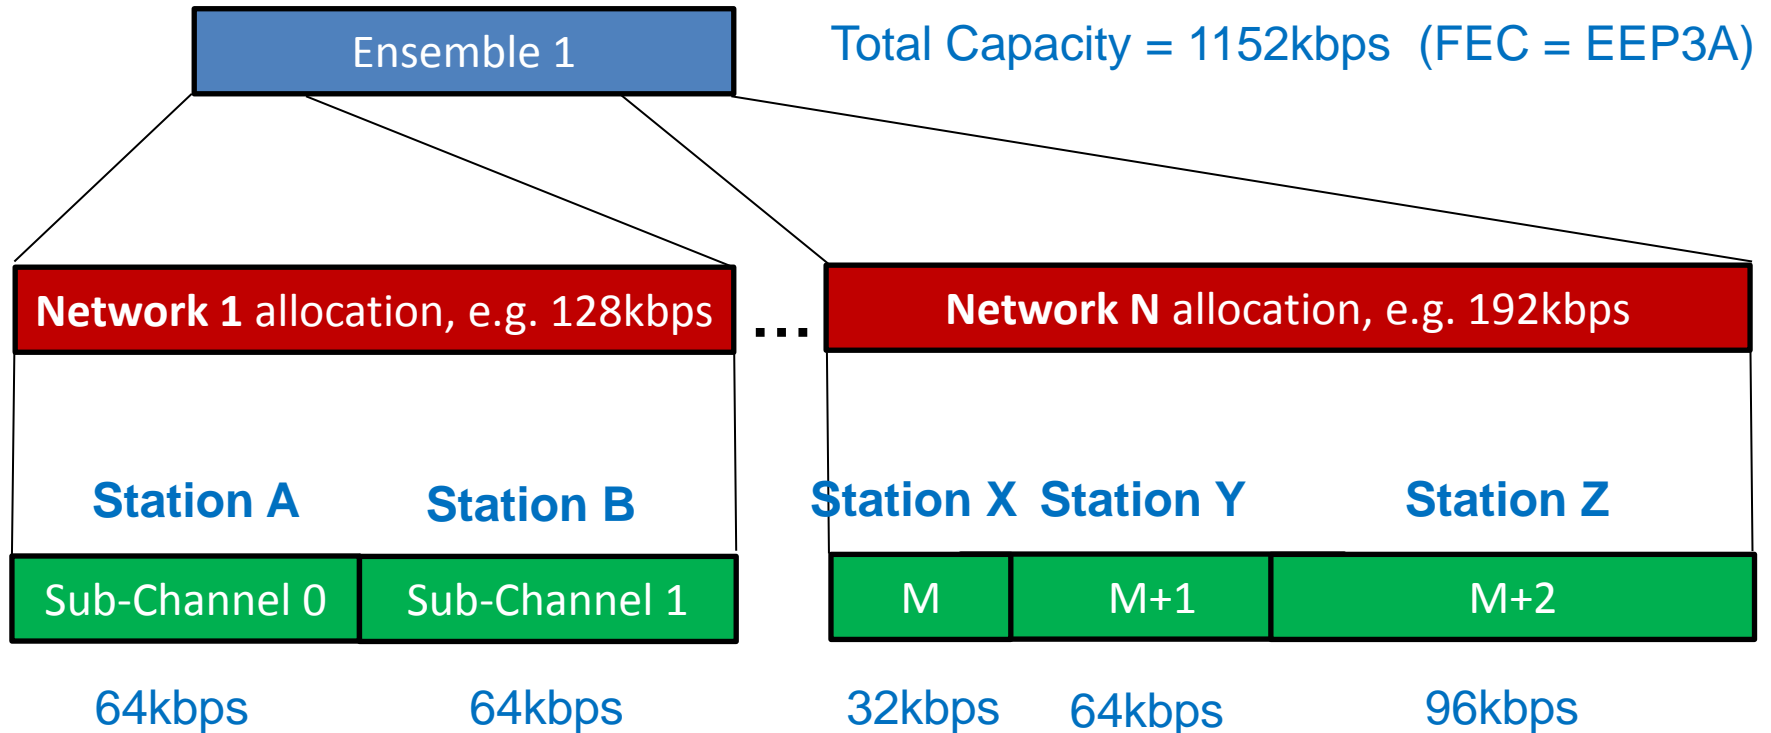 Ensemble 1
Total Capacity = 1152kbps (FEC = EEP3A)
Network 1 allocation, e.g. 128kbps
...
Network N allocation, e.g. 192kbps
Station A
Station B
Station X
Station Y
Station Z
Sub-Channel 0
Sub-Channel 1
M
M+1
M+2
64kbps
64kbps
32kbps
64kbps
96kbps